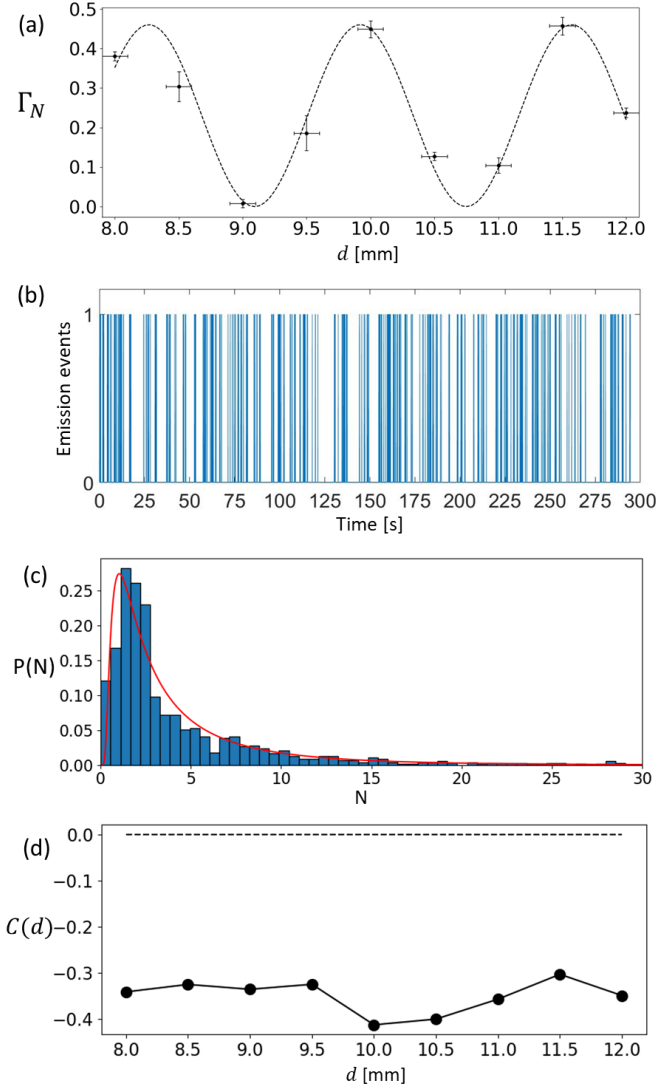 (a)
0.5
0.4
0.3
0.2
0.1
0.0
Γ_N
8.0 8.5 9.0 9.5 10.0 10.5 11.0 11.5 12.0
d [mm]
(b)
1
0
Emission events
0 25 50 75 100 125 150 175 200 225 250 275 300
Time [s]
(c)
0.25
0.20
0.15
0.10
0.05
0.00
P(N)
0 5 10 15 20 25 30
N
(d)
0.0
−0.1
−0.2
−0.3
−0.4
C(d)
8.0 8.5 9.0 9.5 10.0 10.5 11.0 11.5 12.0
d [mm]